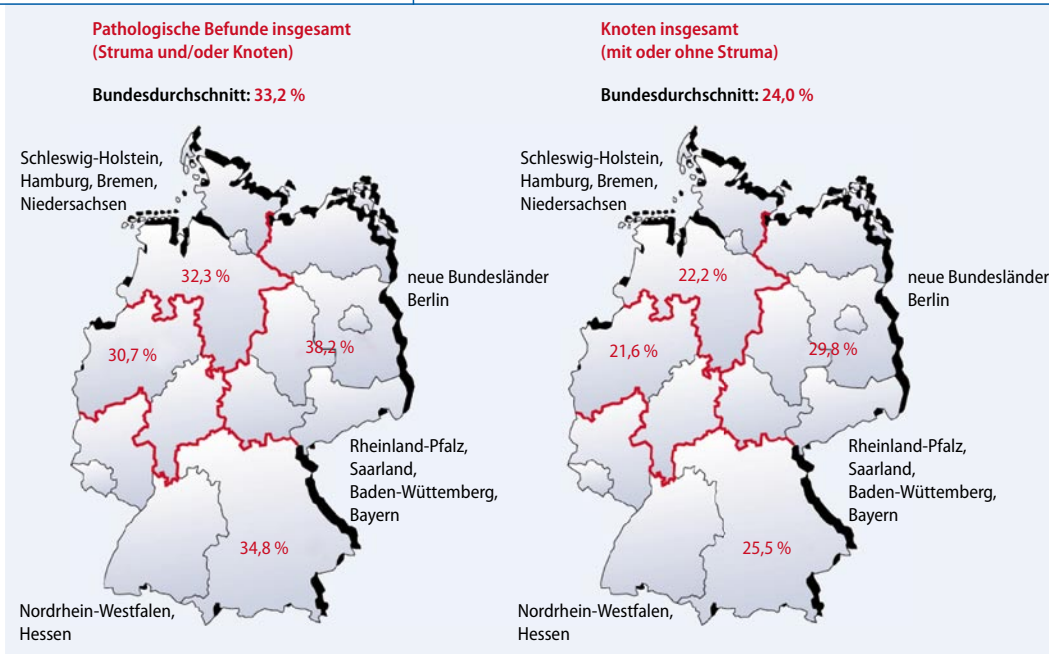 Pathologische Befunde insgesamt
(Struma und/oder Knoten)
Bundesdurchschnitt: 33,2 %
Schleswig-Holstein,
Hamburg, Bremen,
Niedersachsen
32,3 %
neue Bundesländer
Berlin
30,7 %
38,2 %
Rheinland-Pfalz,
Saarland,
Baden-Wüttemberg,
Bayern
34,8 %
Nordrhein-Westfalen,
Hessen
Knoten insgesamt
(mit oder ohne Struma)
Bundesdurchschnitt: 24,0 %
Schleswig-Holstein,
Hamburg, Bremen,
Niedersachsen
22,2 %
neue Bundesländer
Berlin
21,6 %
29,8 %
Rheinland-Pfalz,
Saarland,
Baden-Wüttemberg,
Bayern
25,5 %
Nordrhein-Westfalen,
Hessen